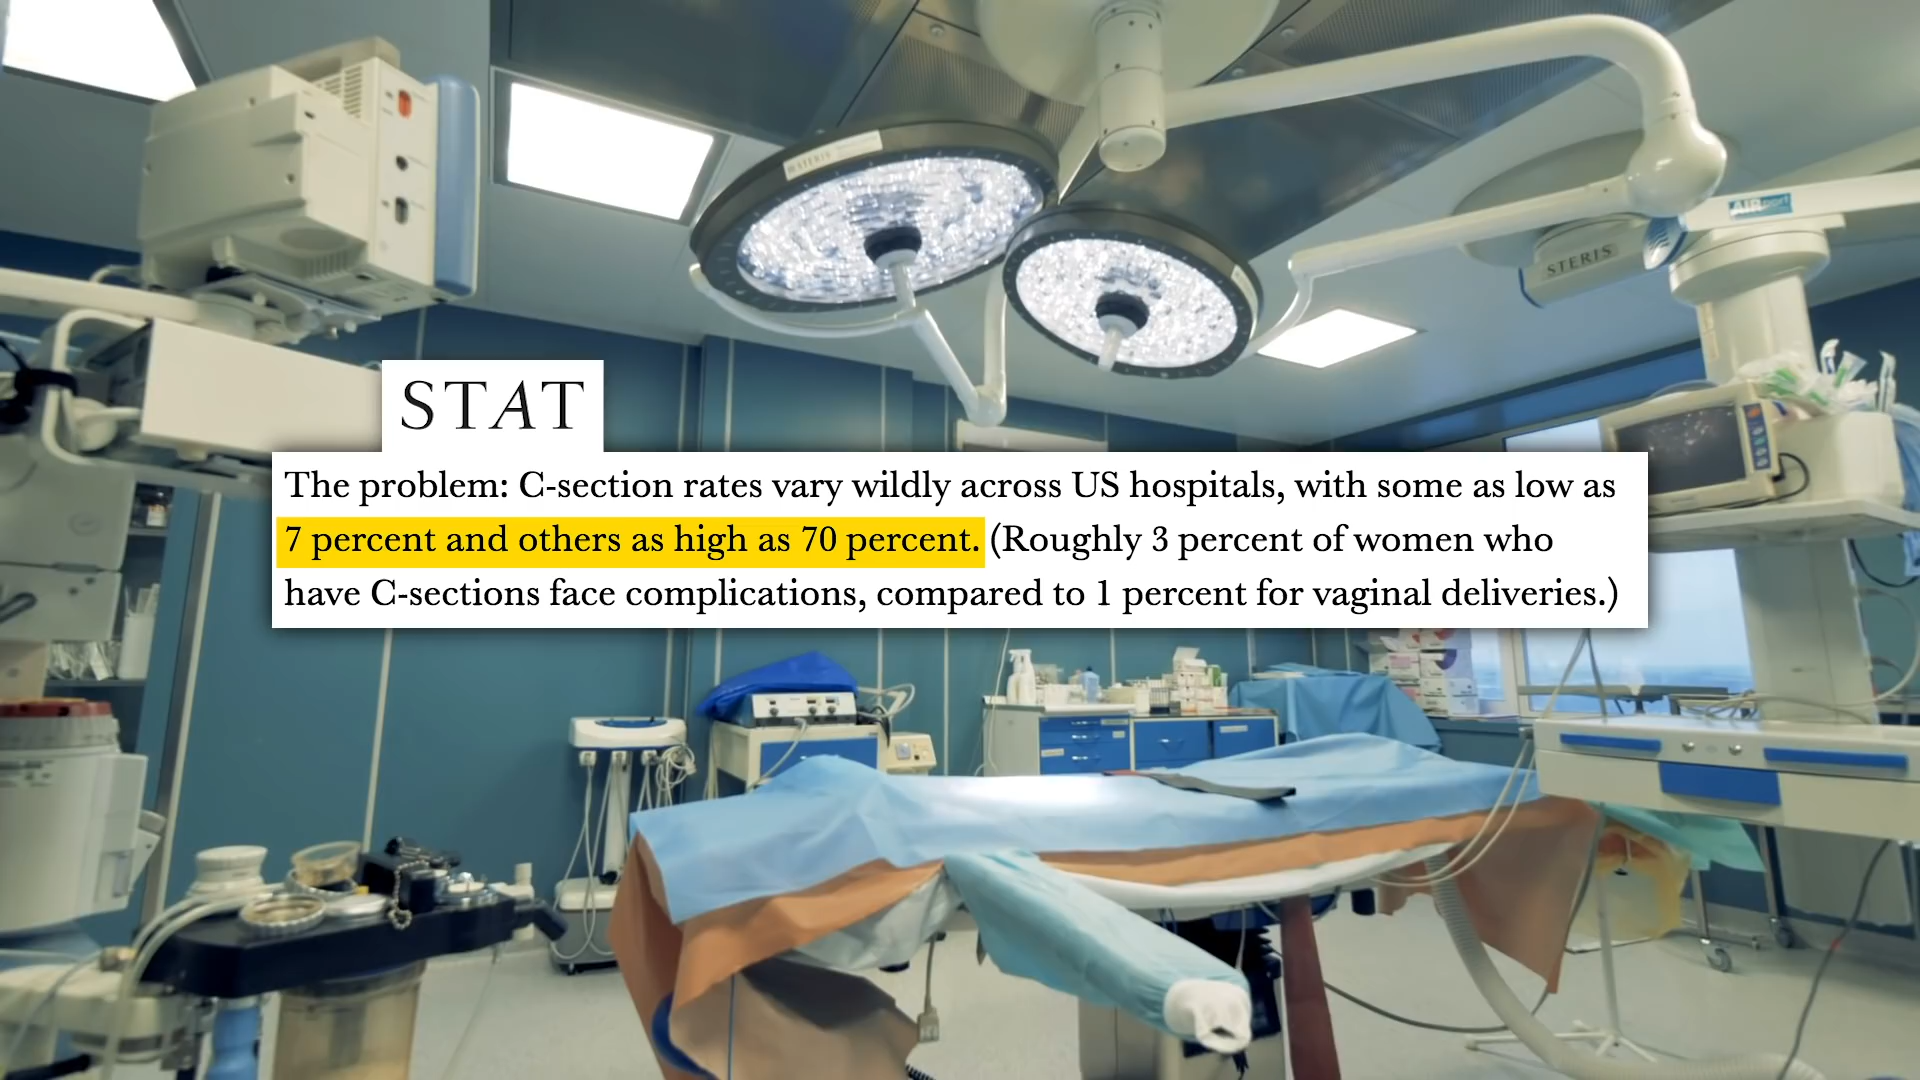 STERIS
AIRport
STERIS
STAT
The problem: C-section rates vary wildly across US hospitals, with some as low as
7 percent and others as high as 70 percent. (Roughly 3 percent of women who
have C-sections face complications, compared to 1 percent for vaginal deliveries.)